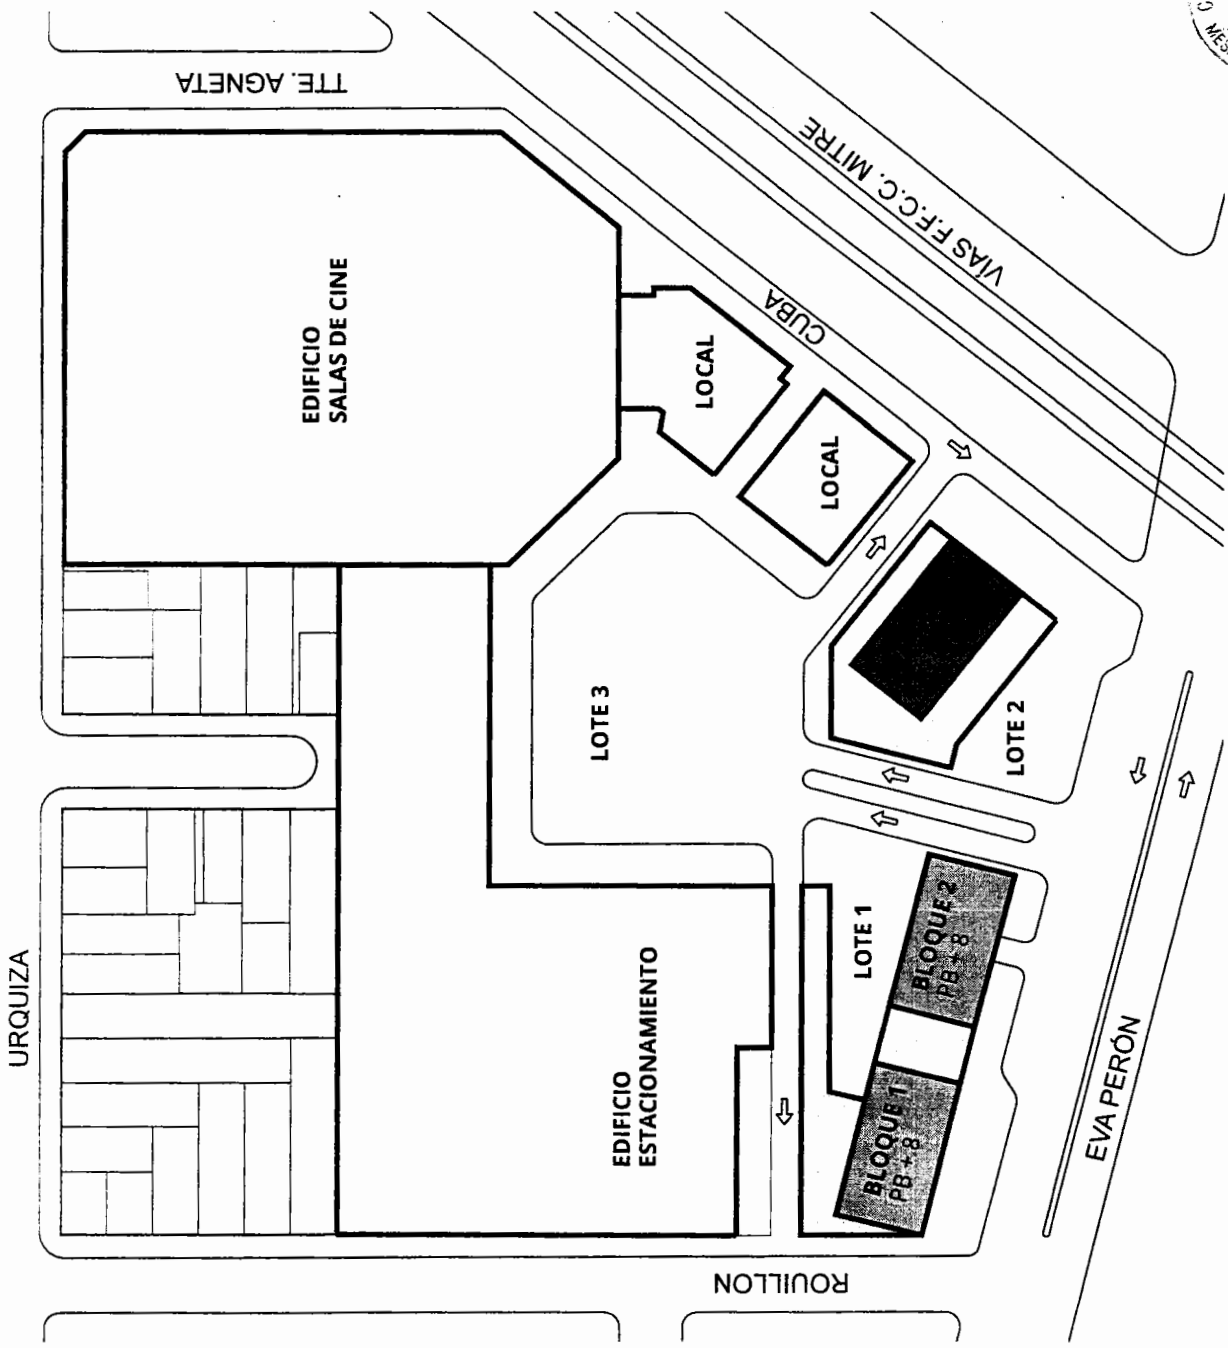 TTE. AGNETA
VÍAS F.F.C.C. MITRE
EDIFICIO
SALAS DE CINE
CUBA
LOCAL
LOCAL
LOTE 3
LOTE 2
URQUIZA
LOTE 1
BLOQUE 2
PB + 8
EDIFICIO
ESTACIONAMIENTO
BLOQUE 1
PB + 8
EVA PERÓN
ROUILLON